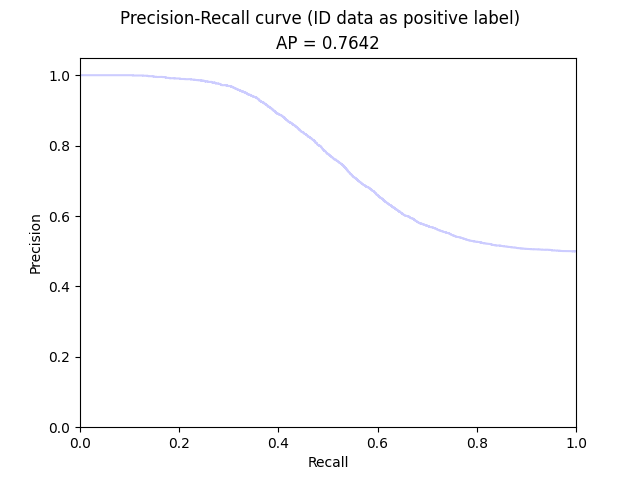 Precision-Recall curve (ID data as positive label)
AP = 0.7642
1.0
0.8
0.6
0.4
0.2
0.0
Precision
0.0 0.2 0.4 0.6 0.8 1.0
Recall